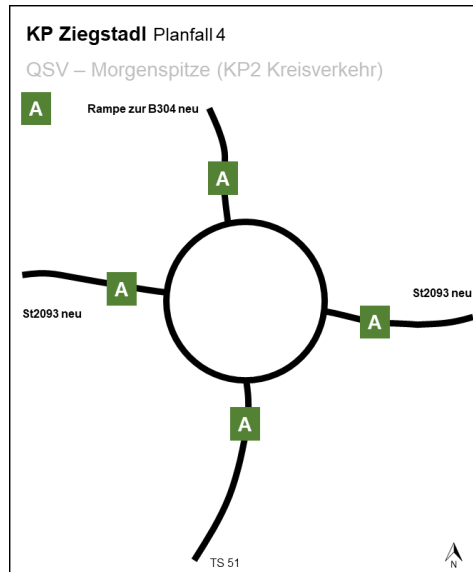 KP Ziegstadl Planfall 4
QSV – Morgenspitze (KP2 Kreisverkehr)
A
Rampe zur B304 neu
A
A
St2093 neu
St2093 neu
A
A
TS 51
N